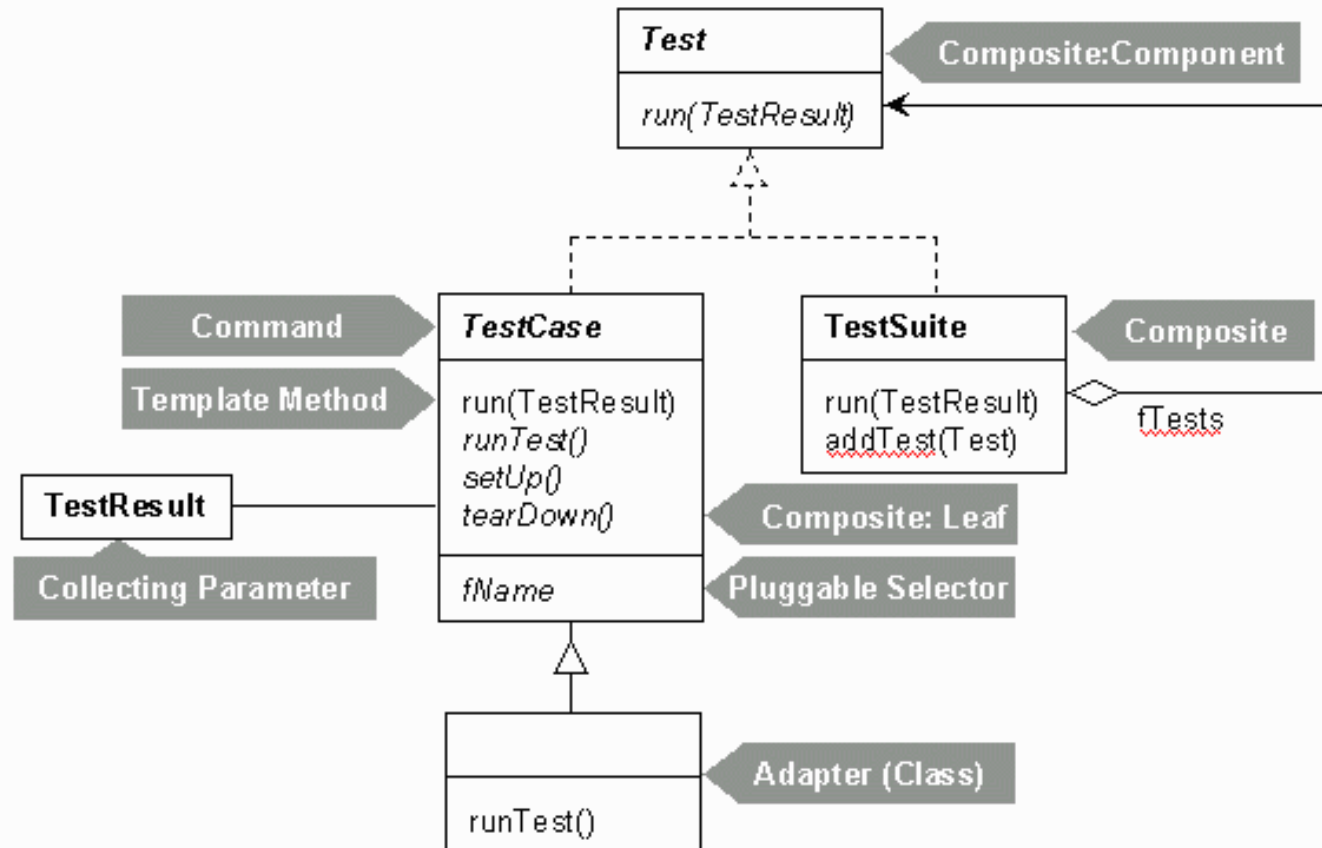 Test
Composite:Component
run(TestResult)
Command
TestCase
TestSuite
Composite
Template Method
run(TestResult)
runTest()
setUp()
tearDown()
run(TestResult)
addTest(Test)
fTests
TestResult
Composite: Leaf
Collecting Parameter
fName
Pluggable Selector
Adapter (Class)
runTest()